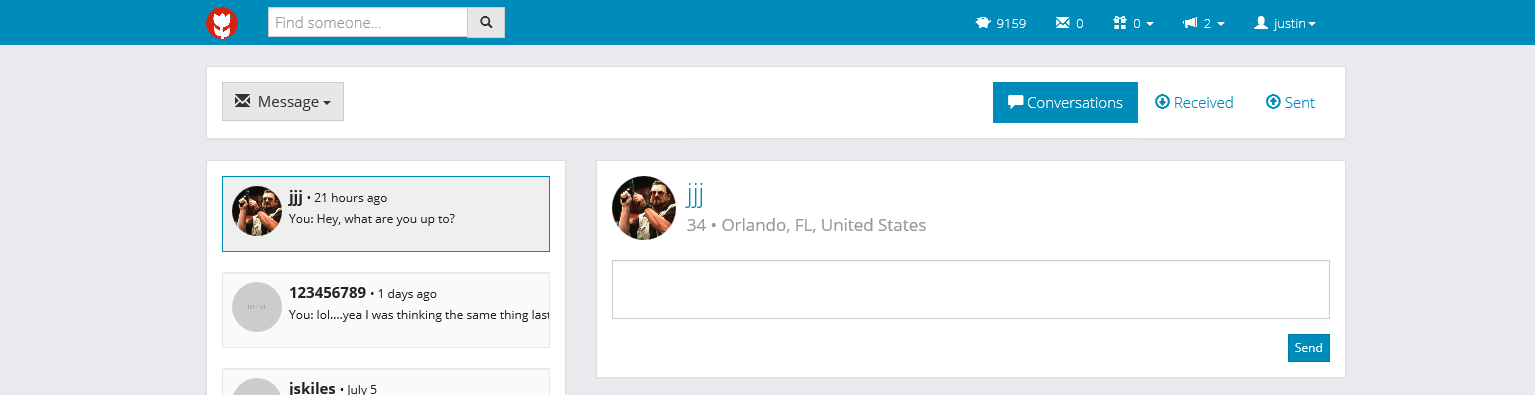 Find someone...
9159
0
0
2
justin
Message
Conversations
Received
Sent
jjj • 21 hours ago
You: Hey, what are you up to?
123456789 • 1 days ago
You: lol....yea I was thinking the same thing last
jskiles • July 5
jjj
34 • Orlando, FL, United States
Send